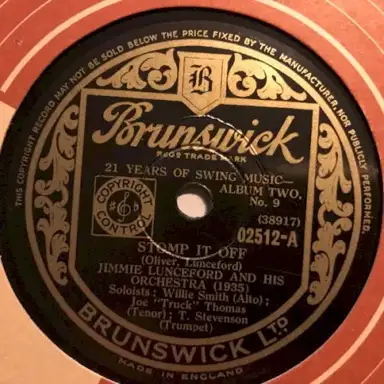 THIS COPYRIGHT RECORD MAY NOT BE SOLD BELOW THE PRICE FIXED BY THE MANUFACTURER, NOR PUBLICLY PERFORMED.
B
Brunswick
REGD TRADE MARK
21 YEARS OF SWING MUSIC—
ALBUM TWO,
No. 9
(38917)
COPYRIGHT
CONTROL
02512-A
STOMP IT OFF
(Oliver, Lunceford)
JIMMIE LUNCEFORD AND HIS
ORCHESTRA (1935)
Soloists: Willie Smith (Alto);
Joe "Truck" Thomas
(Tenor); T. Stevenson
(Trumpet)
BRUNSWICK LTD.
MADE IN ENGLAND